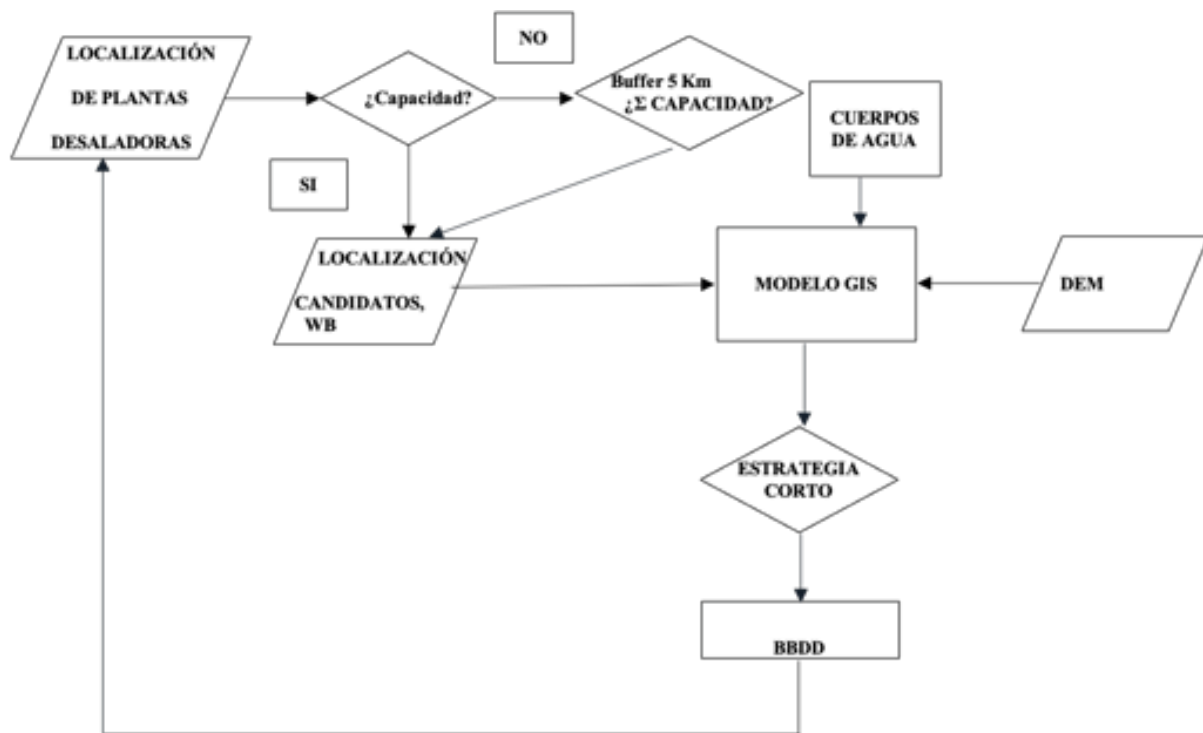 LOCALIZACIÓN
DE PLANTAS
DESALADORAS
¿Capacidad?
NO
Buffer 5 Km
¿Σ CAPACIDAD?
CUERPOS
DE AGUA
SI
LOCALIZACIÓN
CANDIDATOS,
WB
MODELO GIS
DEM
ESTRATEGIA
CORTO
BBDD